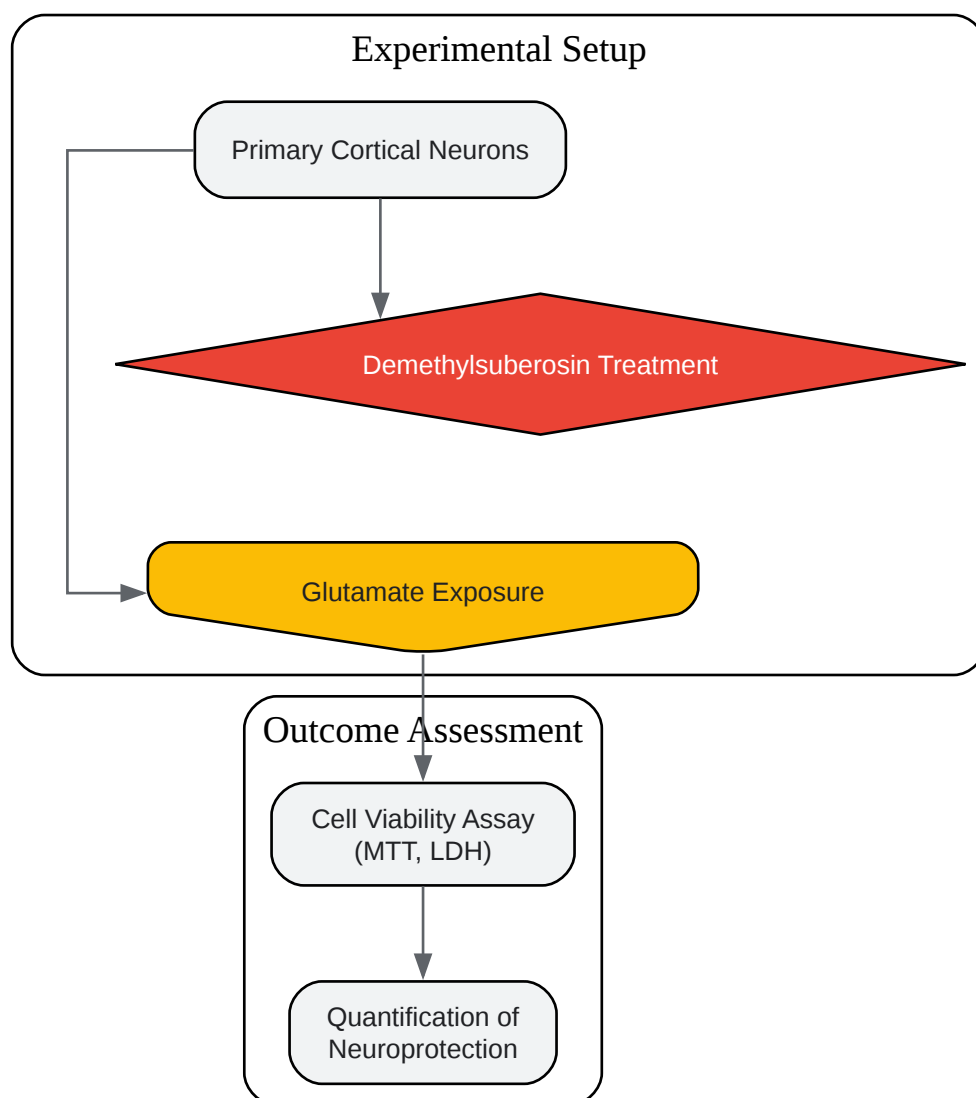 Experimental Setup
Primary Cortical Neurons
Demethylsuberosin Treatment
Glutamate Exposure
Outcome Assessment
Cell Viability Assay
(MTT, LDH)
Quantification of
Neuroprotection